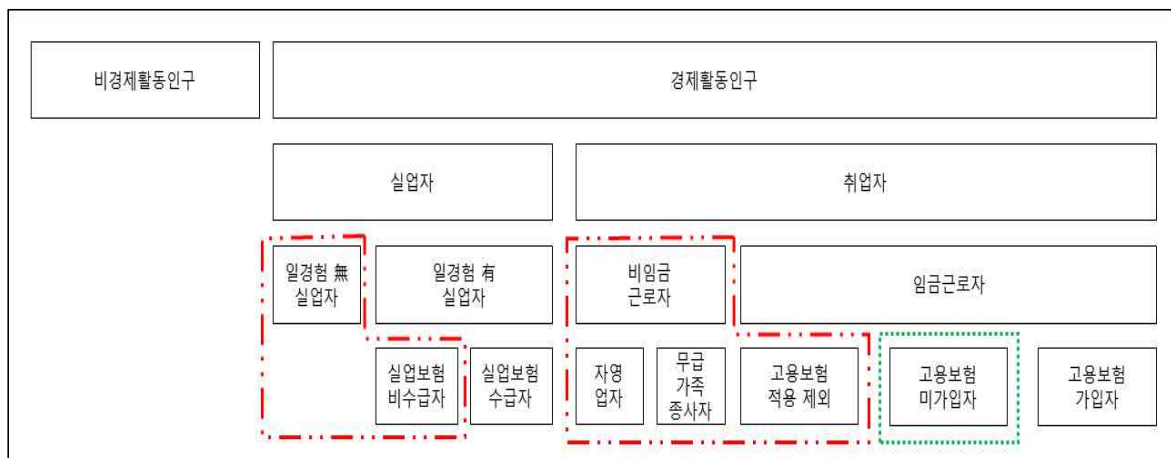 비경제활동인구
경제활동인구
실업자
취업자
일경험 無
실업자
일경험 有
실업자
비임금
근로자
임금근로자
실업보험
비수급자
실업보험
수급자
자영
업자
무급
가족
종사자
고용보험
적용 제외
고용보험
미가입자
고용보험
가입자